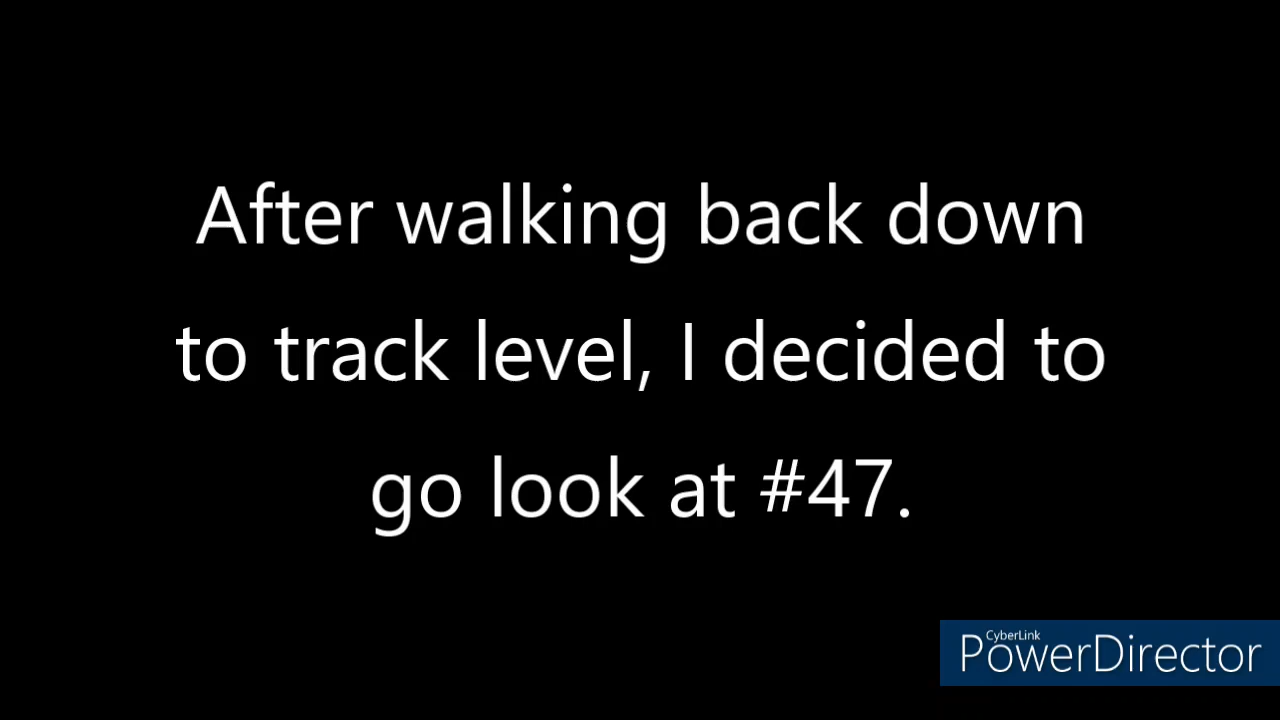 After walking back down
to track level, I decided to
go look at #47.
CyberLink
PowerDirector